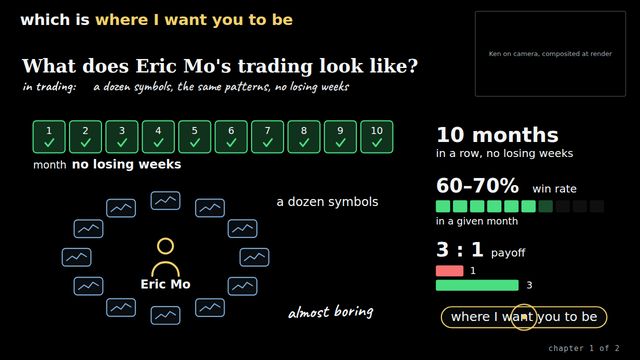 which is where I want you to be
Ken on camera, composited at render
What does Eric Mo's trading look like?
in trading: a dozen symbols, the same patterns, no losing weeks
1 2 3 4 5 6 7 8 9 10
month no losing weeks
10 months
in a row, no losing weeks
60–70% win rate
in a given month
3 : 1 payoff
1
3
a dozen symbols
Eric Mo
almost boring
where I want you to be
chapter 1 of 2